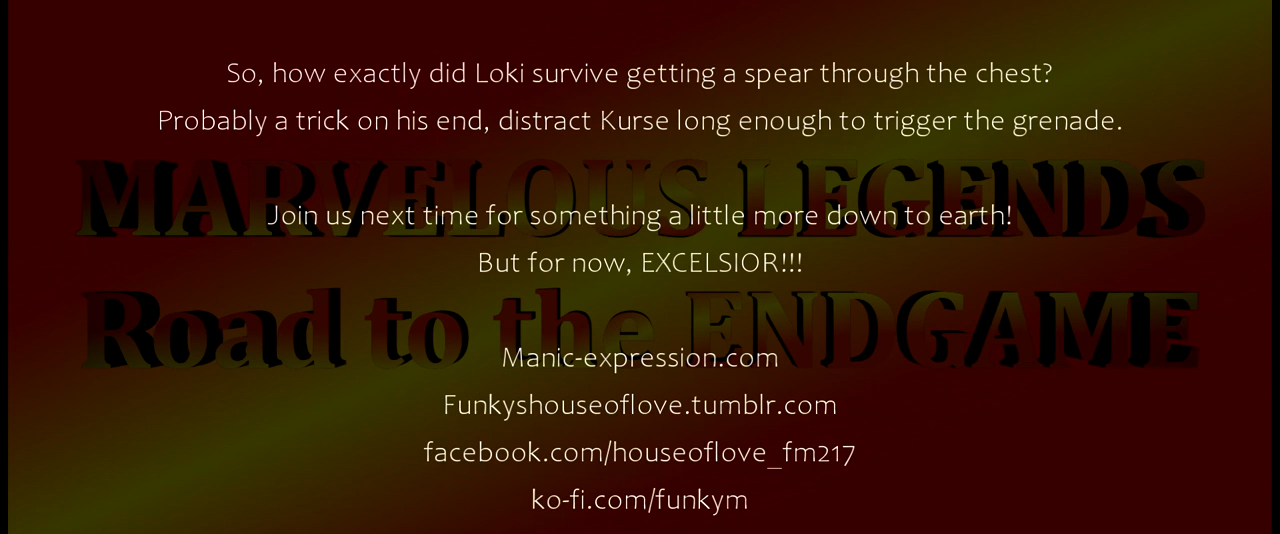 So, how exactly did Loki survive getting a spear through the chest?
Probably a trick on his end, distract Kurse long enough to trigger the grenade.
MARVELOUS LEGENDS
Join us next time for something a little more down to earth!
But for now, EXCELSIOR!!!
Road to the ENDGAME
Manic-expression.com
Funkyshouseoflove.tumblr.com
facebook.com/houseoflove_fm217
ko-fi.com/funkym